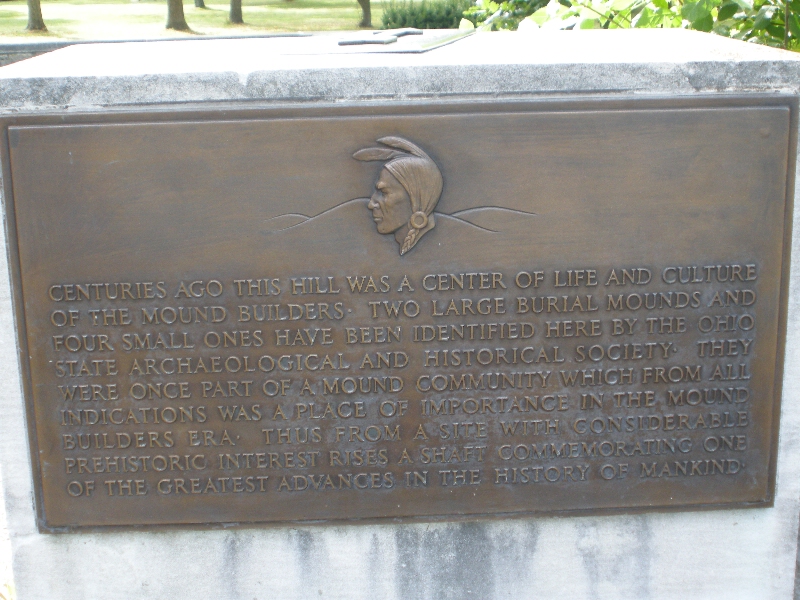 CENTURIES AGO THIS HILL WAS A CENTER OF LIFE AND CULTURE
OF THE MOUND BUILDERS. TWO LARGE BURIAL MOUNDS AND
FOUR SMALL ONES HAVE BEEN IDENTIFIED HERE BY THE OHIO
STATE ARCHAEOLOGICAL AND HISTORICAL SOCIETY. THEY
WERE ONCE PART OF A MOUND COMMUNITY WHICH FROM ALL
INDICATIONS WAS A PLACE OF IMPORTANCE IN THE MOUND
BUILDERS ERA. THUS FROM A SITE WITH CONSIDERABLE
PREHISTORIC INTEREST RISES A SHAFT COMMEMORATING ONE
OF THE GREATEST ADVANCES IN THE HISTORY OF MANKIND.